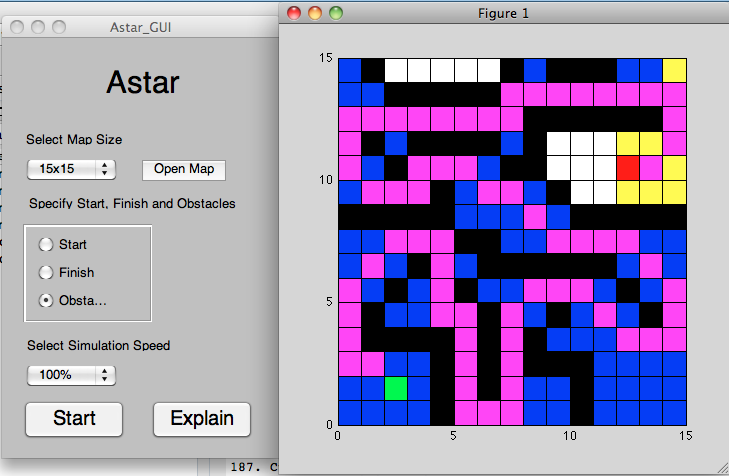 Astar_GUI
Astar
Select Map Size
15x15
Open Map
Specify Start, Finish and Obstacles
Start
Finish
Obsta...
Select Simulation Speed
100%
Start
Explain
Figure 1
15
10
5
0
0
5
10
15
187. C